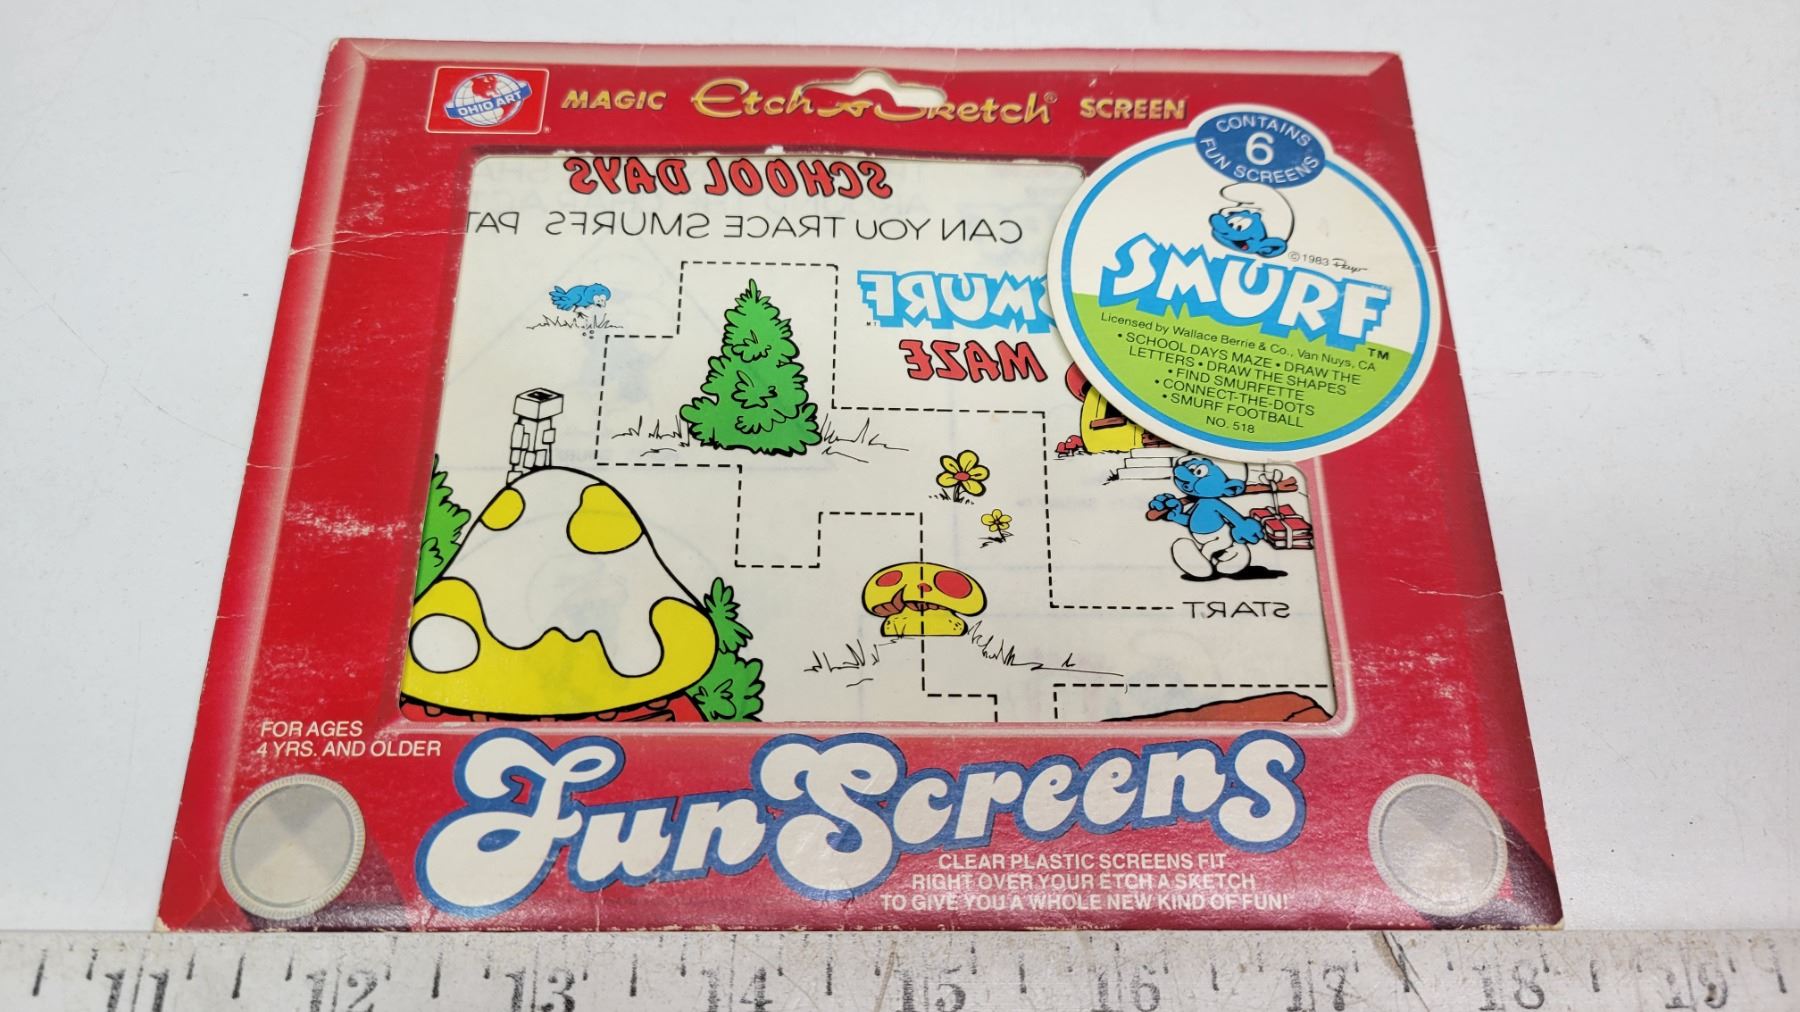 OHIO ART
MAGIC Etch A Sketch® SCREEN
CONTAINS
6
FUN SCREENS
SCHOOL DAYS
CAN YOU TRACE SMURFS PAT
SMURF
MAZE
START
© 1983 Peyo
SMURF™
Licensed by Wallace Berrie & Co., Van Nuys, CA
• SCHOOL DAYS MAZE • DRAW THE
LETTERS • DRAW THE SHAPES
• FIND SMURFETTE
• CONNECT-THE-DOTS
• SMURF FOOTBALL
NO. 518
FOR AGES
4 YRS. AND OLDER
Fun Screens
CLEAR PLASTIC SCREENS FIT
RIGHT OVER YOUR ETCH A SKETCH
TO GIVE YOU A WHOLE NEW KIND OF FUN!
11 12 13 14 15 16 17 18 19